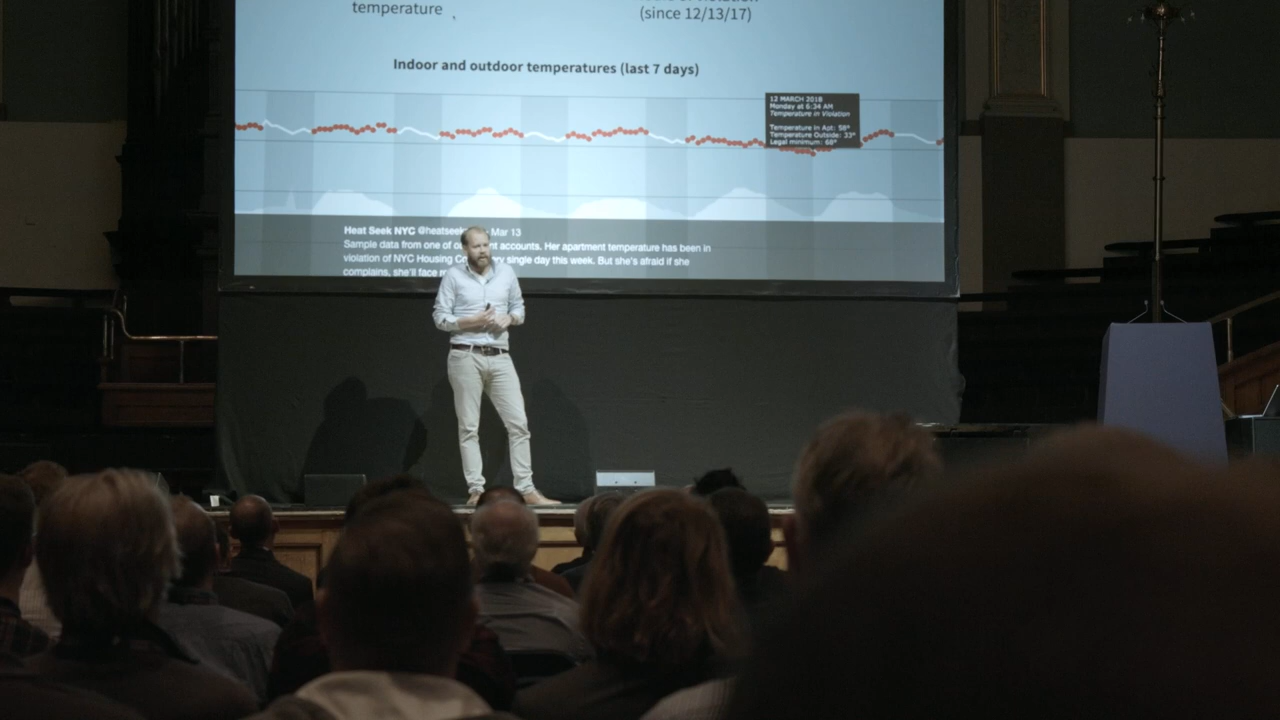 temperature
(since 12/13/17)
Indoor and outdoor temperatures (last 7 days)
12 MARCH 2018
Monday at 6:34 AM
Temperature in Violation
Temperature in Apt: 58°
Temperature Outside: 33°
Legal minimum: 68°
Heat Seek NYC @heatseek Mar 13
Sample data from one of accounts. Her apartment temperature has been in
violation of NYC Housing single day this week. But she's afraid if she
complains, she'll face